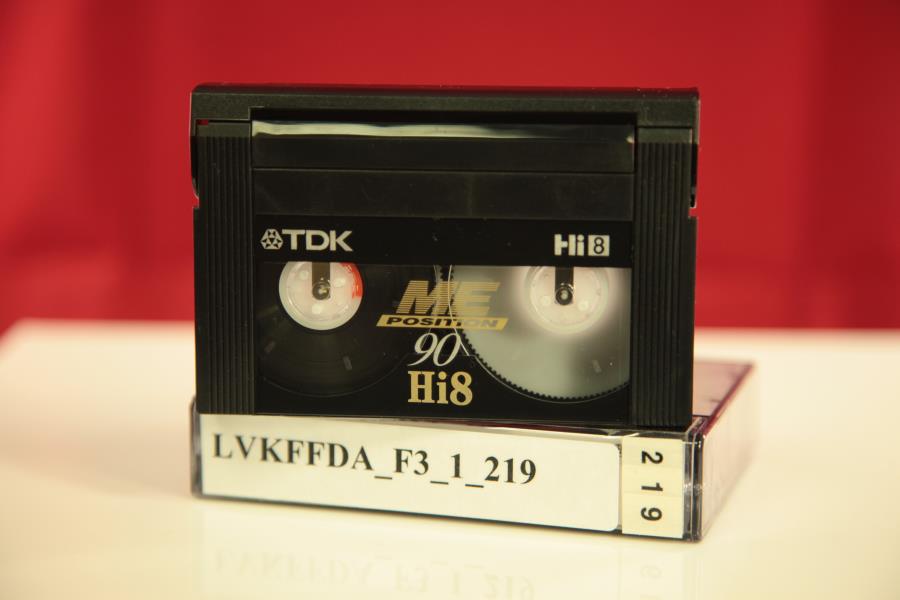 TDK Hi8
ME
POSITION
90
Hi8
LVKFFDA_F3_1_219
219